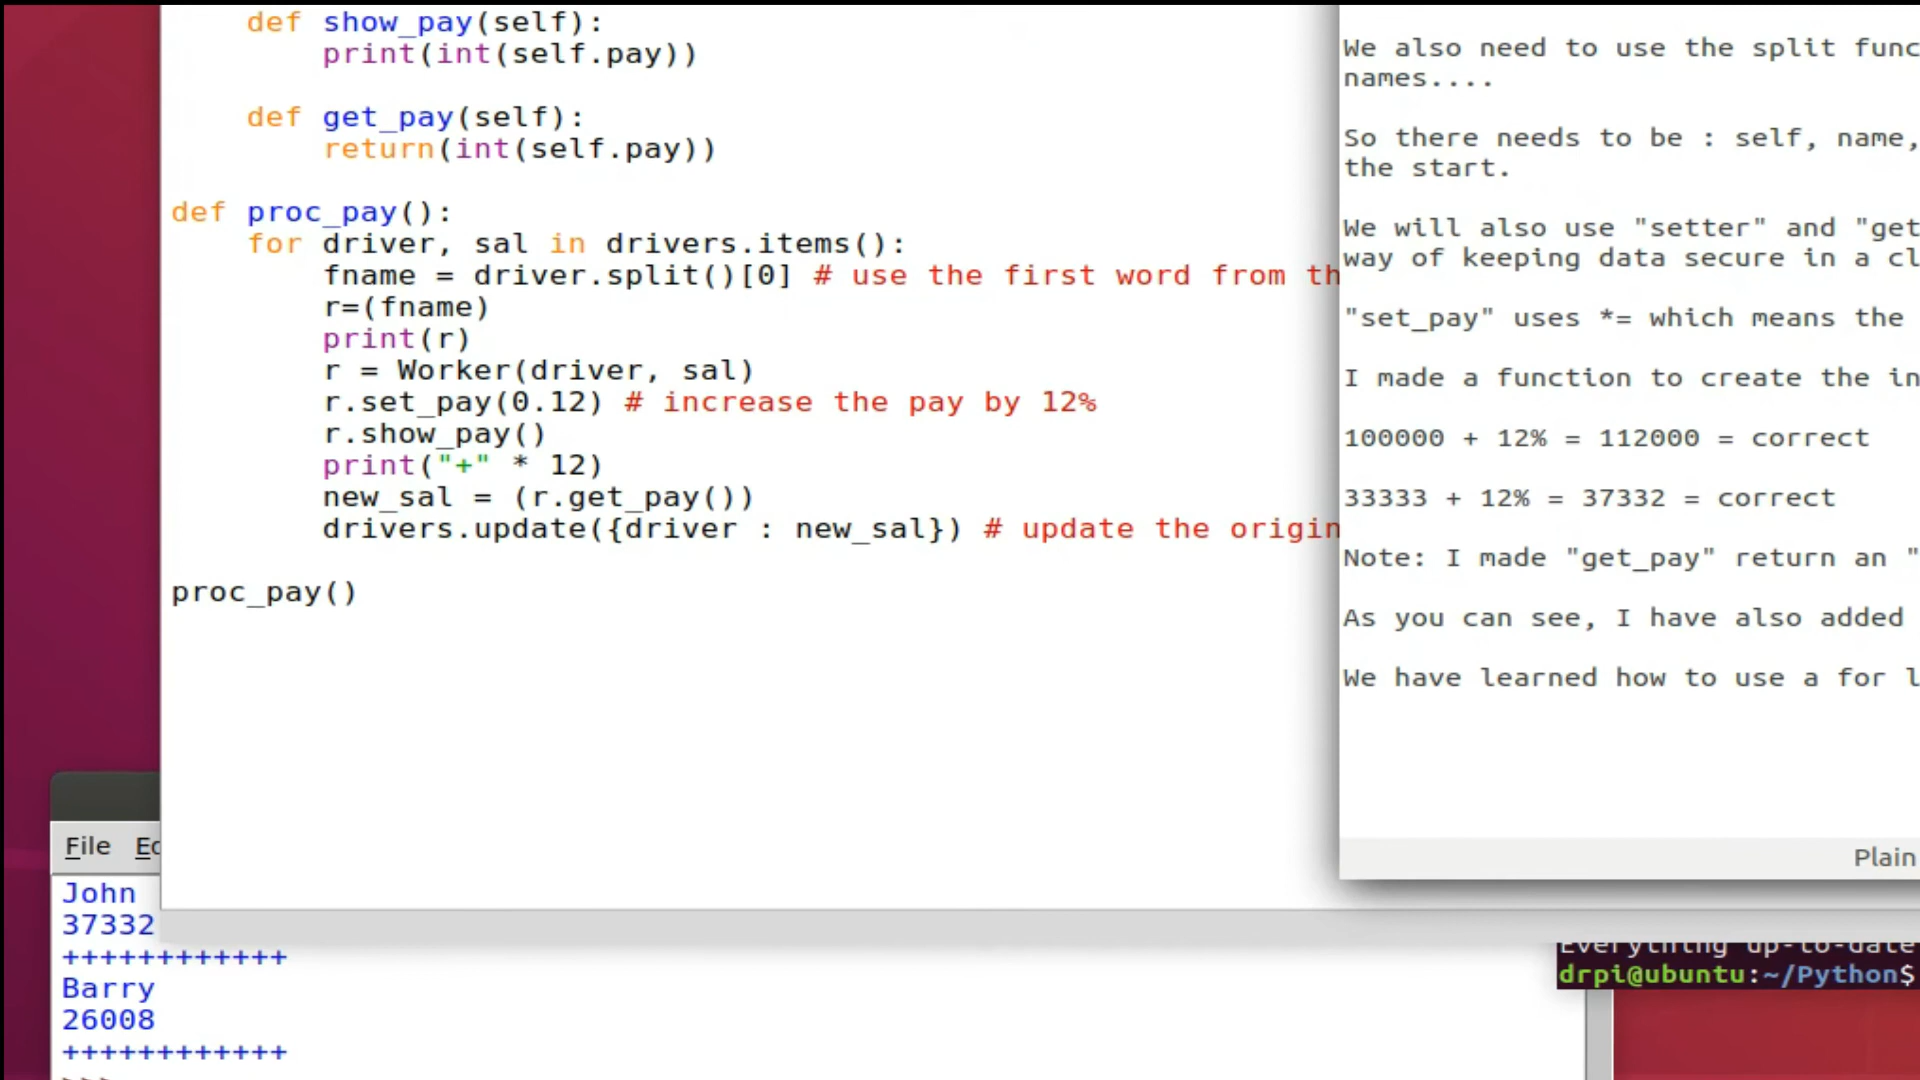 def show_pay(self):
print(int(self.pay))
def get_pay(self):
return(int(self.pay))
def proc_pay():
for driver, sal in drivers.items():
fname = driver.split()[0] # use the first word from th
r=(fname)
print(r)
r = Worker(driver, sal)
r.set_pay(0.12) # increase the pay by 12%
r.show_pay()
print("+" * 12)
new_sal = (r.get_pay())
drivers.update({driver : new_sal}) # update the origin
proc_pay()
We also need to use the split func
names....
So there needs to be : self, name,
the start.
We will also use "setter" and "get
way of keeping data secure in a cl
"set_pay" uses *= which means the
I made a function to create the in
100000 + 12% = 112000 = correct
33333 + 12% = 37332 = correct
Note: I made "get_pay" return an "
As you can see, I have also added
We have learned how to use a for l
Plain
File Ed
John
37332
++++++++++++
Barry
26008
++++++++++++
>>>
Everything up-to-date
drpi@ubuntu:~/Python$